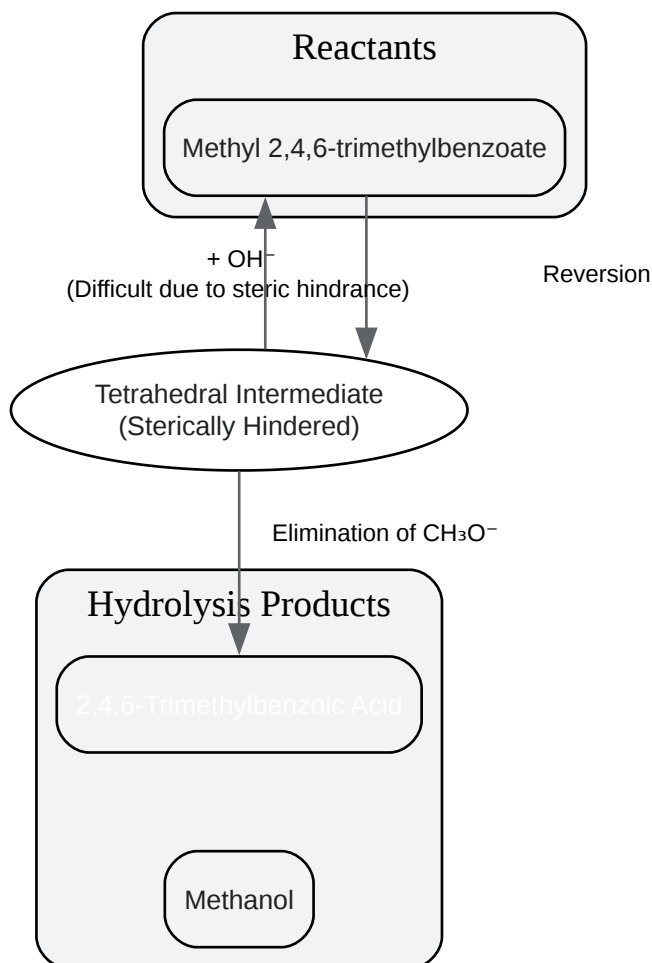 Reactants
Methyl 2,4,6-trimethylbenzoate
+ OH⁻
(Difficult due to steric hindrance)
Reversion
Tetrahedral Intermediate
(Sterically Hindered)
Elimination of CH₃O⁻
Hydrolysis Products
2,4,6-Trimethylbenzoic Acid
Methanol